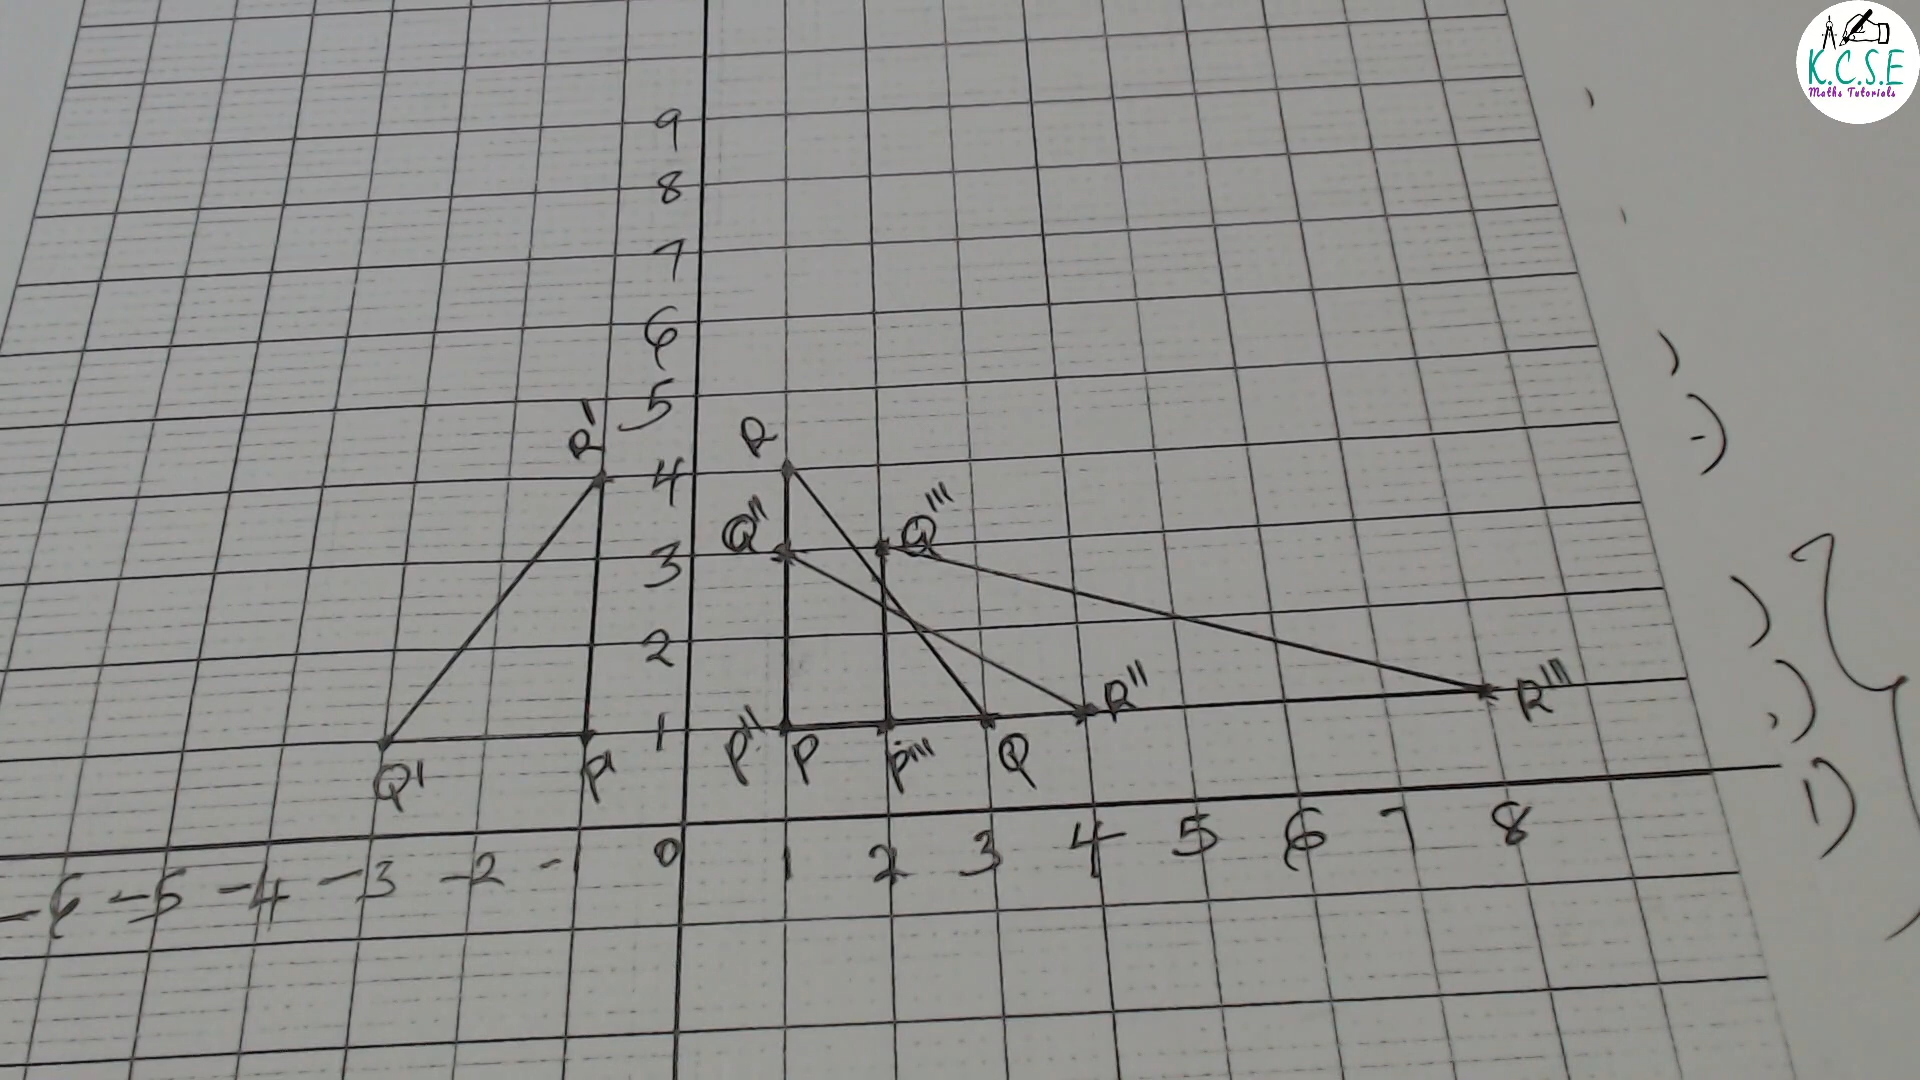 K.C.S.E
Maths Tutorials
9
8
7
6
5
R' 4 R
Q'' Q'''
3
2
1
R'' R'''
Q' P' P'' P P''' Q
-6 -5 -4 -3 -2 -1 0 1 2 3 4 5 6 7 8